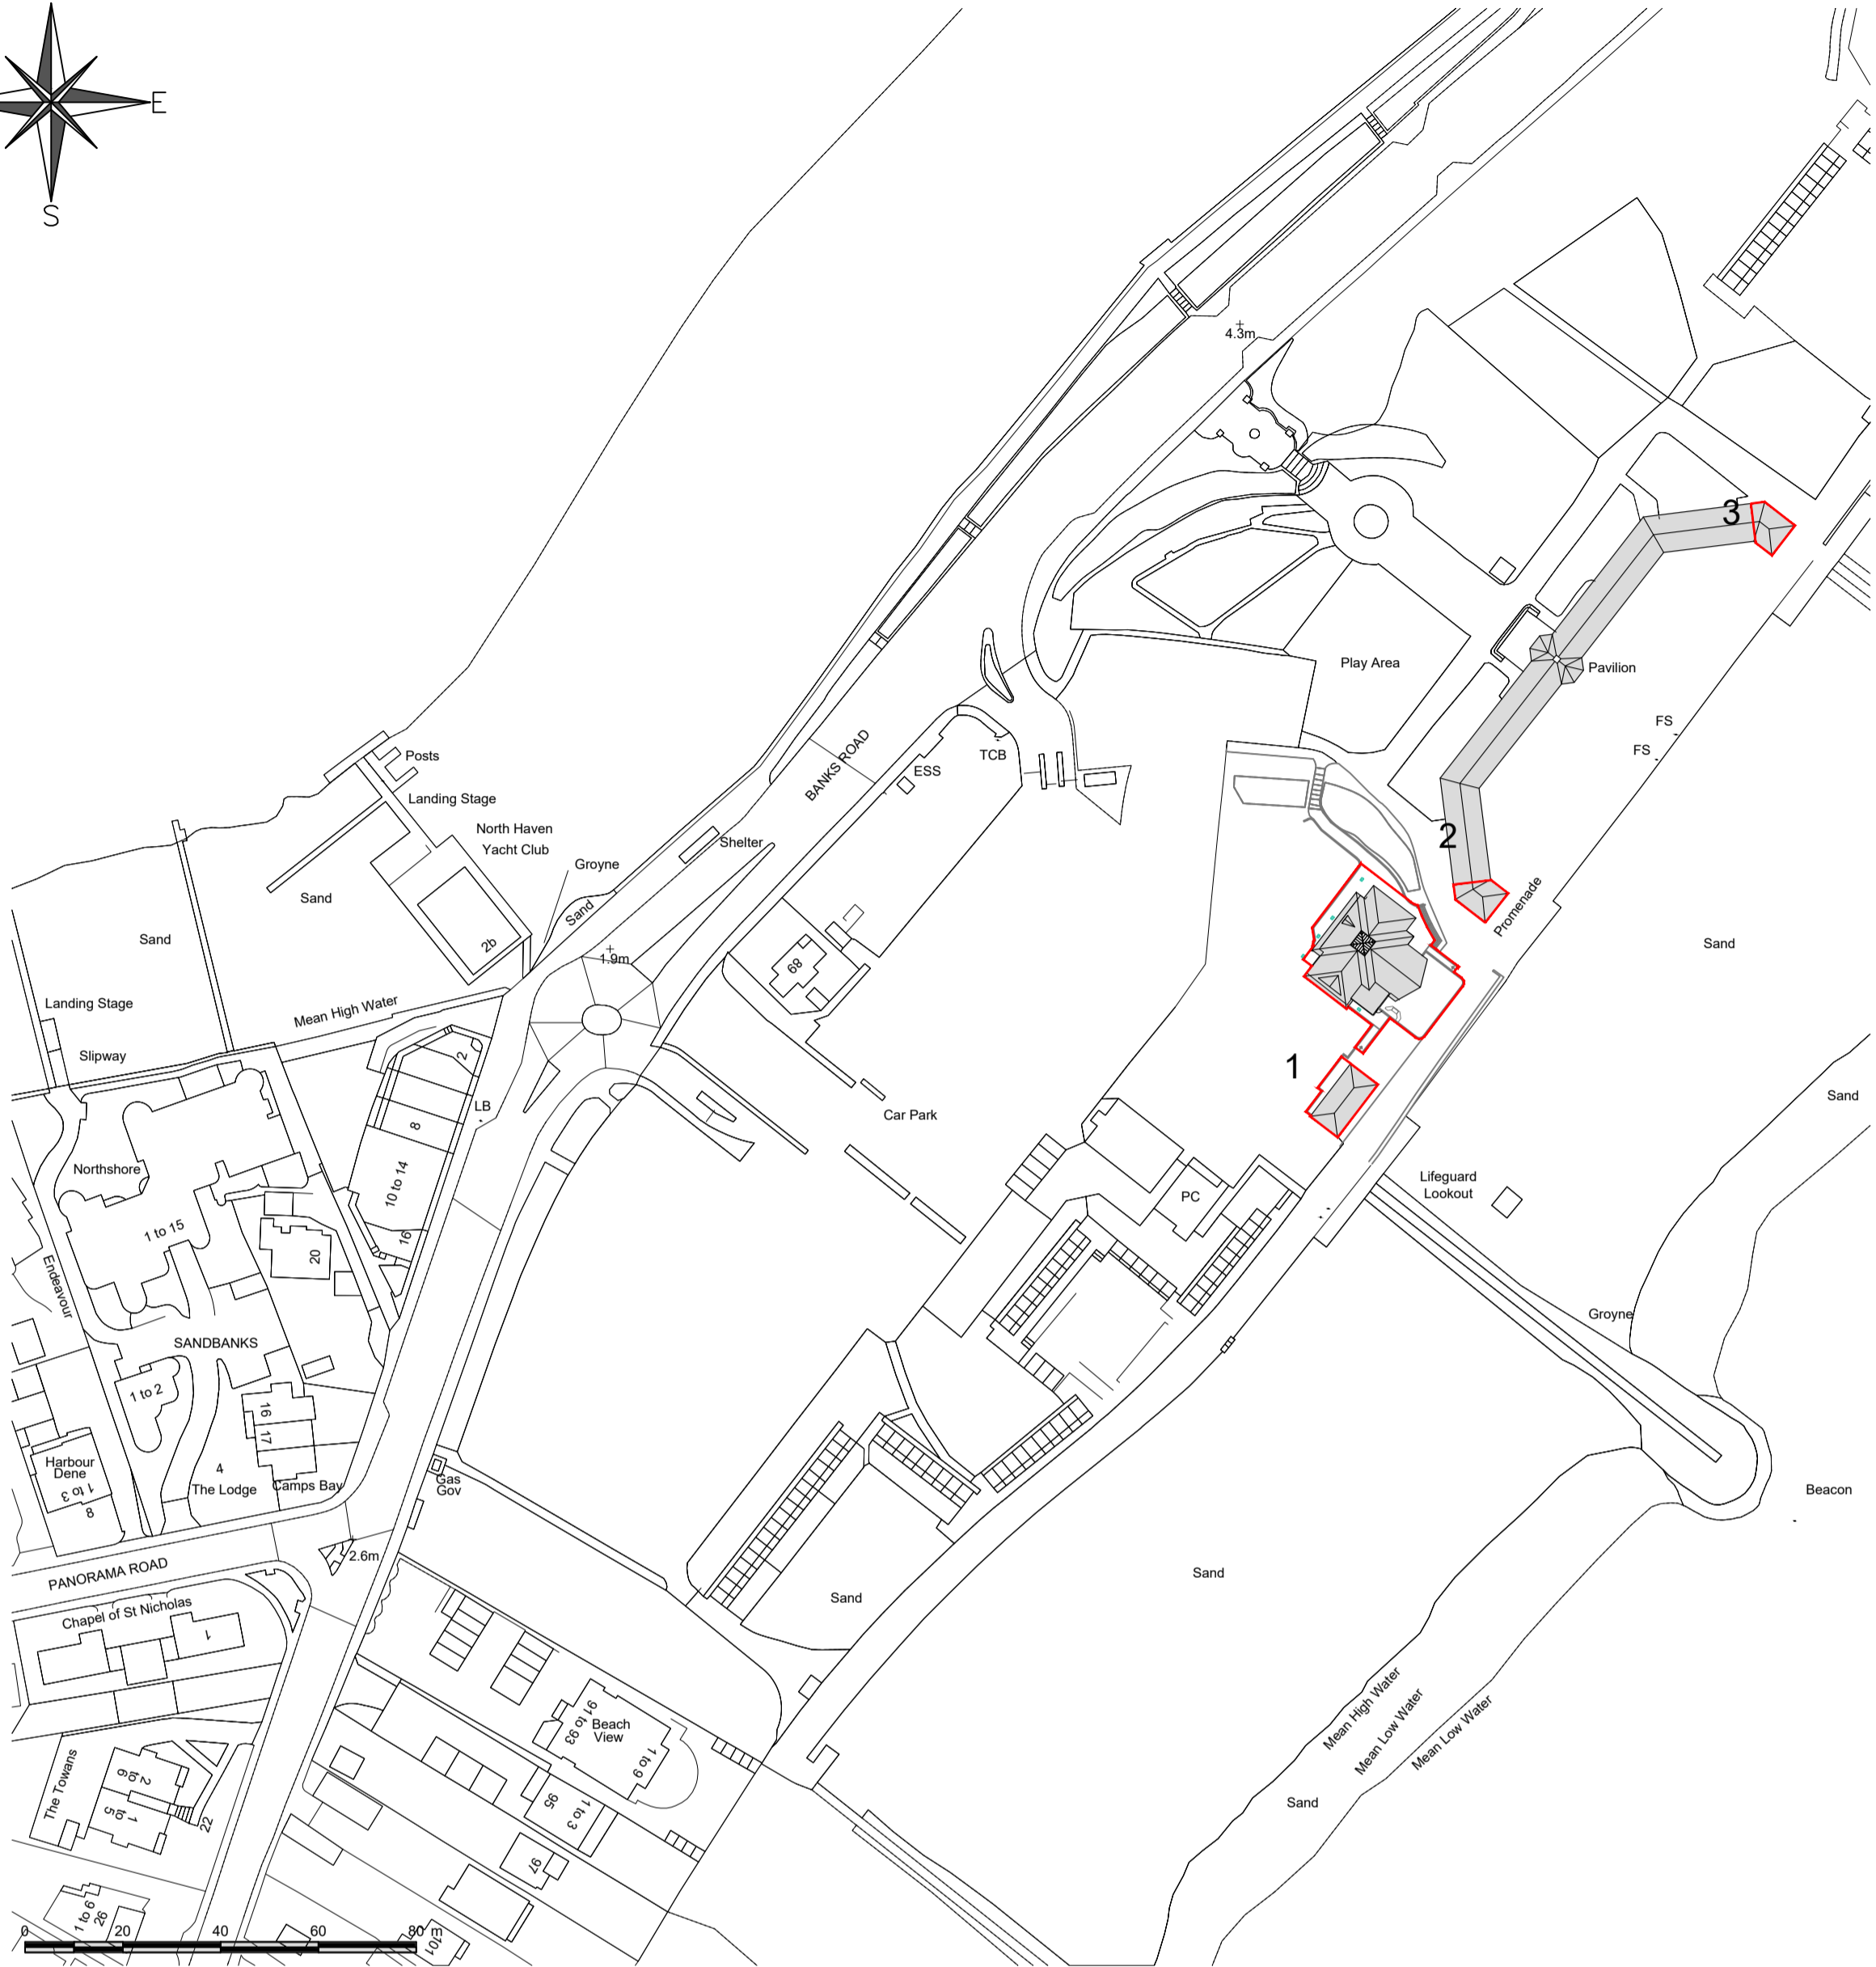 E
S
4.3m
3
Play Area
Pavilion
FS
FS
BANKS ROAD
TCB
ESS
Posts
Landing Stage
North Haven
Yacht Club
Groyne
Shelter
Sand
Sand
Sand
2b
2
Promenade
Sand
68
1.9m
Landing Stage
Mean High Water
Slipway
1
2
LB
8
Car Park
Sand
Northshore
10 to 14
PC
Lifeguard
Lookout
1 to 15
16
20
Endeavour
Groyne
SANDBANKS
1 to 2
16
17
Harbour
Dene
1 to 3
8
4
The Lodge
Camps Bay
Gas
Gov
Beacon
2.6m
PANORAMA ROAD
Sand
Sand
Chapel of St Nicholas
1
91 to 93
Beach
View
1 to 9
Mean High Water
Mean Low Water
Mean Low Water
The Towans
2 to 6
1 to 5
22
95
1 to 3
Sand
97
1 to 6
26
101
0 20 40 60 80 m